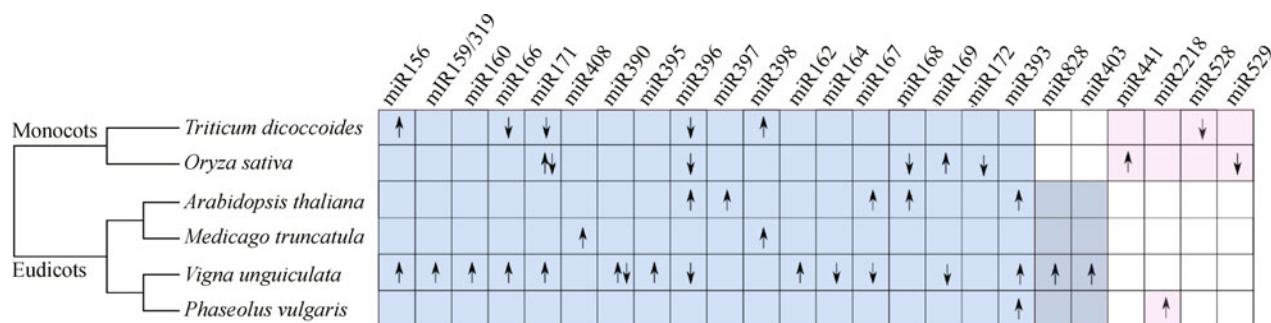 miR156
miR159/319
miR160
miR166
miR171
miR408
miR390
miR395
miR396
miR397
miR398
miR162
miR164
miR167
miR168
miR169
miR172
miR393
miR828
miR403
miR441
miR2218
miR528
miR529
Monocots
Triticum dicoccoides
Oryza sativa
Arabidopsis thaliana
Medicago truncatula
Eudicots
Vigna unguiculata
Phaseolus vulgaris